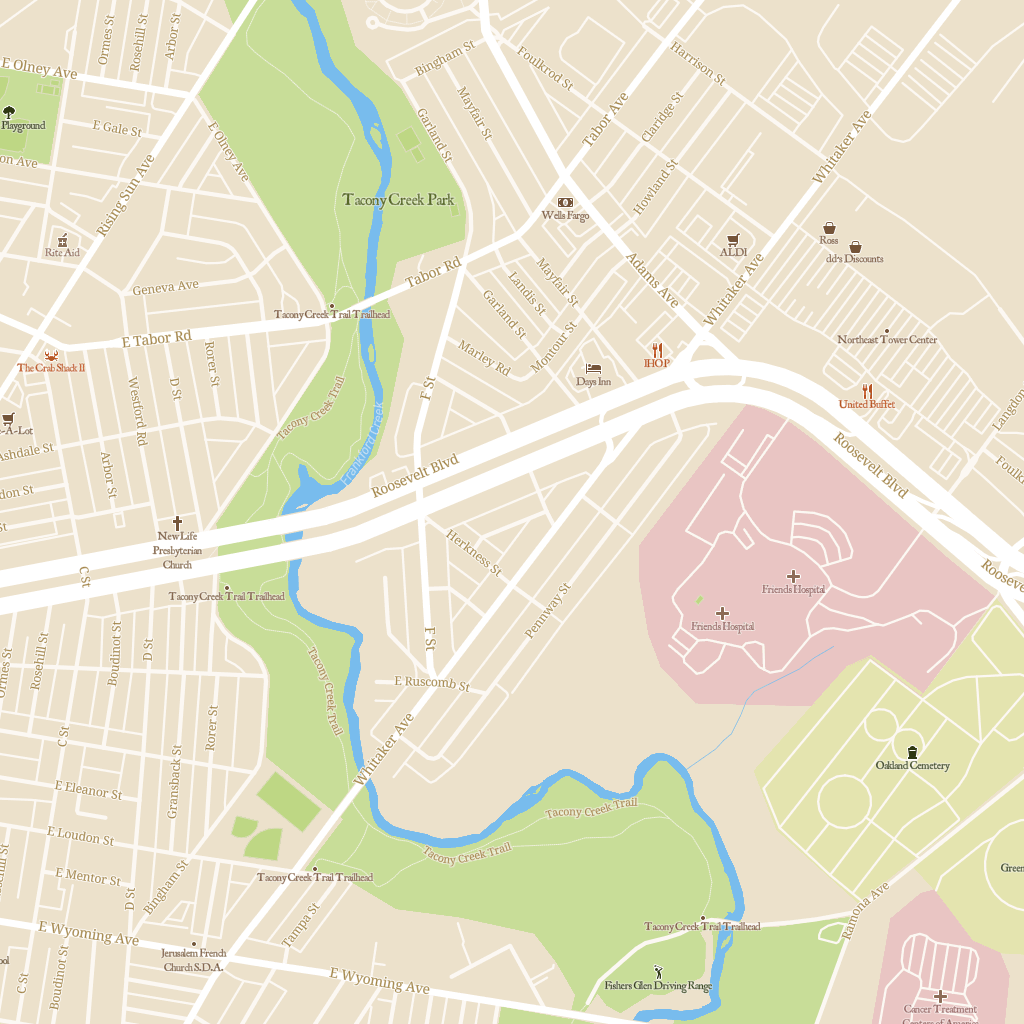 Ormes St
Rosehill St
Arbor St
E Olney Ave
Playground
E Gale St
E Olney Ave
Rising Sun Ave
Rite Aid
Geneva Ave
E Tabor Rd
The Crab Shack II
Tacony Creek Trail Trailhead
Rorer St
D St
Westford Rd
Arbor St
Ashdale St
New Life
Presbyterian
Church
C St
Tacony Creek Trail Trailhead
Tacony Creek Trail
Frankford Creek
Roosevelt Blvd
Tacony Creek Park
Bingham St
Garland St
Mayfair St
Foulkrod St
Harrison St
Tabor Ave
Claridge St
Howland St
Whitaker Ave
Wells Fargo
Tabor Rd
Mayfair St
Landis St
Garland St
Montour St
Marley Rd
F St
Days Inn
IHOP
Adams Ave
Whitaker Ave
ALDI
Ross
dd's Discounts
Northeast Tower Center
United Buffet
Roosevelt Blvd
Friends Hospital
Friends Hospital
Herkness St
Pennway St
F St
E Ruscomb St
Whitaker Ave
Tacony Creek Trail
Ormes St
Rosehill St
Boudinot St
D St
C St
Rorer St
Gransback St
E Eleanor St
E Loudon St
E Mentor St
D St
Bingham St
Tacony Creek Trail Trailhead
Tampa St
E Wyoming Ave
Jerusalem French
Church S.D.A.
C St
Boudinot St
E Wyoming Ave
Tacony Creek Trail
Tacony Creek Trail
Tacony Creek Trail Trailhead
Fishers Glen Driving Range
Oakland Cemetery
Ramona Ave
Green
Cancer Treatment
Centers of America